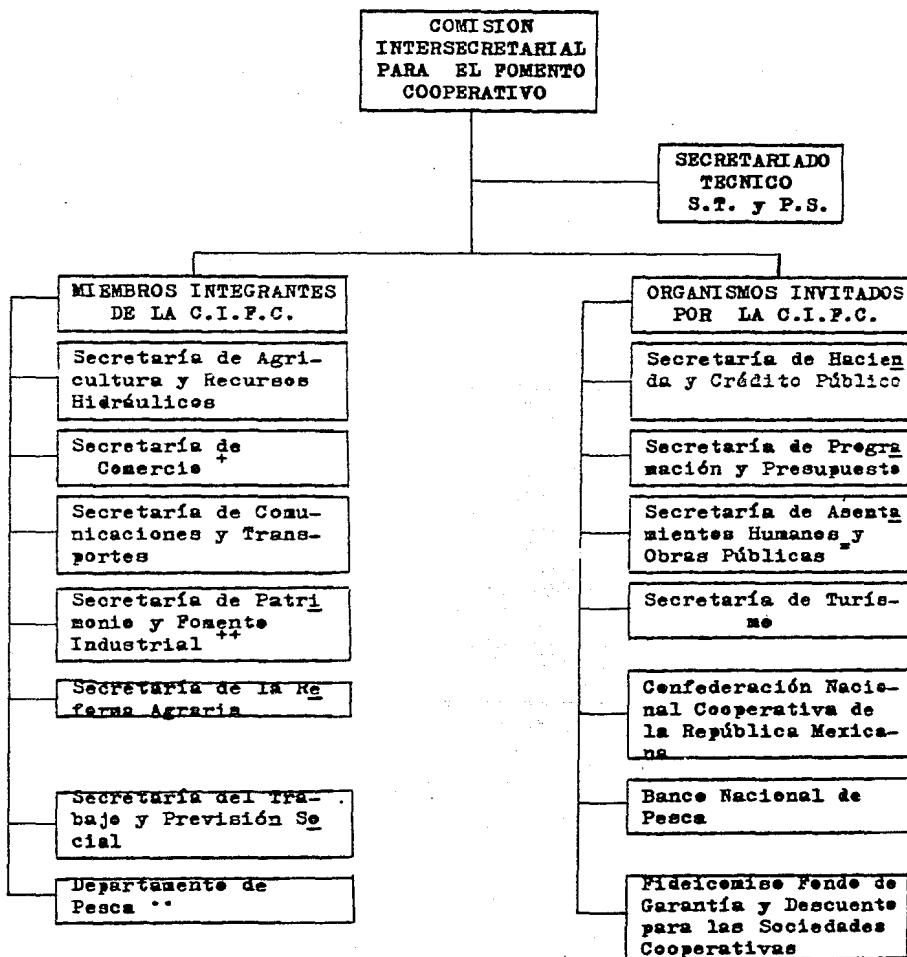 COMISION
INTERSECRETARIAL
PARA EL FOMENTO
COOPERATIVO
SECRETARIADO
TECNICO
S.T. y P.S.
MIEMBROS INTEGRANTES
DE LA C.I.F.C.
Secretaría de Agri-
cultura y Recursos
Hidráulicos
Secretaría de
Comercio +
Secretaría de Comu-
nicaciones y Trans-
portes
Secretaría de Patri
monio y Fomento
Industrial ++
Secretaría de la Re
forma Agraria
Secretaría del Tra-
bajo y Previsión So
cial
Departamento de
Pesca ..
ORGANISMOS INVITADOS
POR LA C.I.F.C.
Secretaría de Hacien
da y Crédito Público
Secretaría de Progra
mación y Presupuesto
Secretaría de Asenta
mientos Humanos y
Obras Públicas =
Secretaría de Turís-
mo
Confederación Nacio-
nal Cooperativa de
la República Mexica-
na
Banco Nacional de
Pesca
Fideicomiso Fondo de
Garantía y Descuento
para las Sociedades
Cooperativas